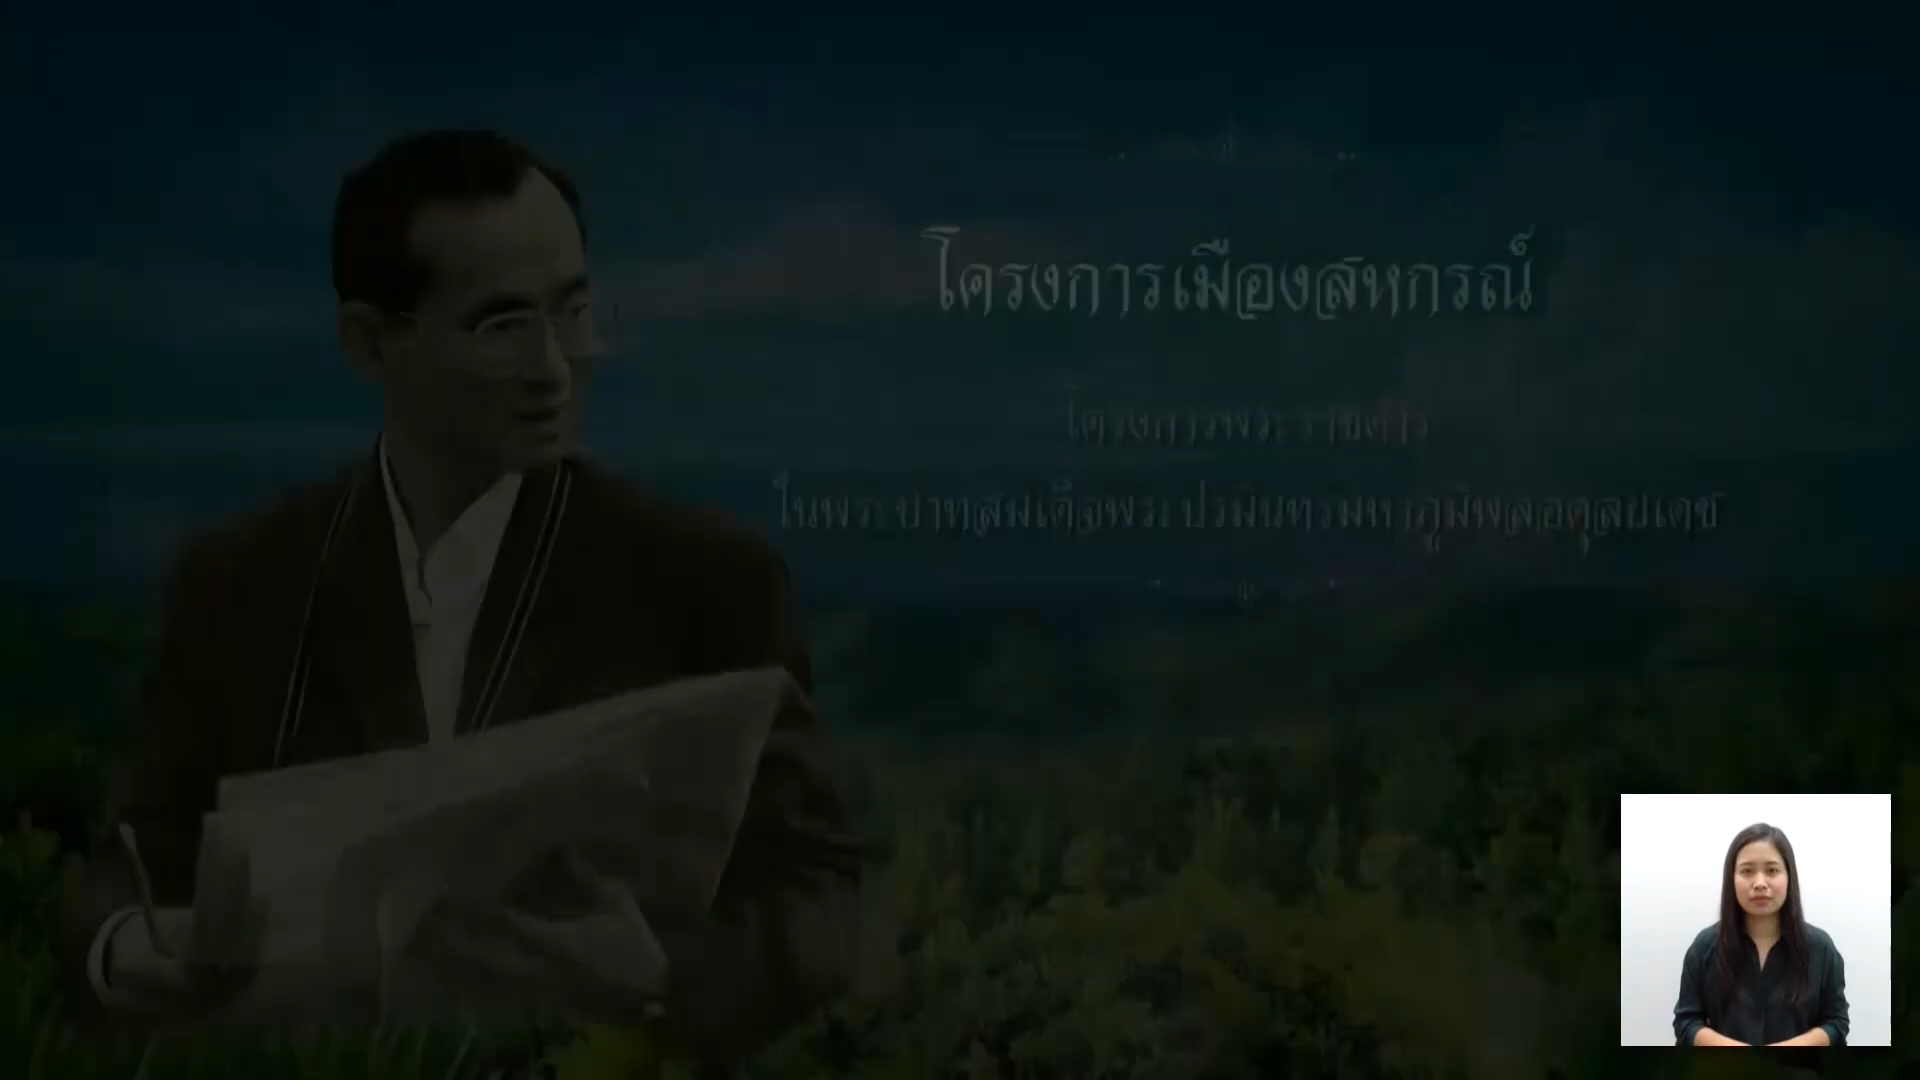 โครงการเมืองสหกรณ์
โครงการพระราชดำริ
ในพระบาทสมเด็จพระปรมินทรมหาภูมิพลอดุลยเดช